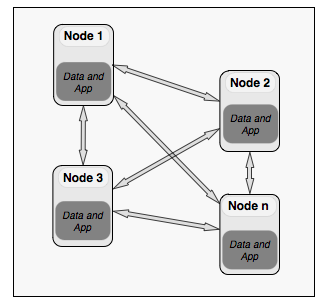 Node 1
Data and
App
Node 2
Data and
App
Node 3
Data and
App
Node n
Data and
App